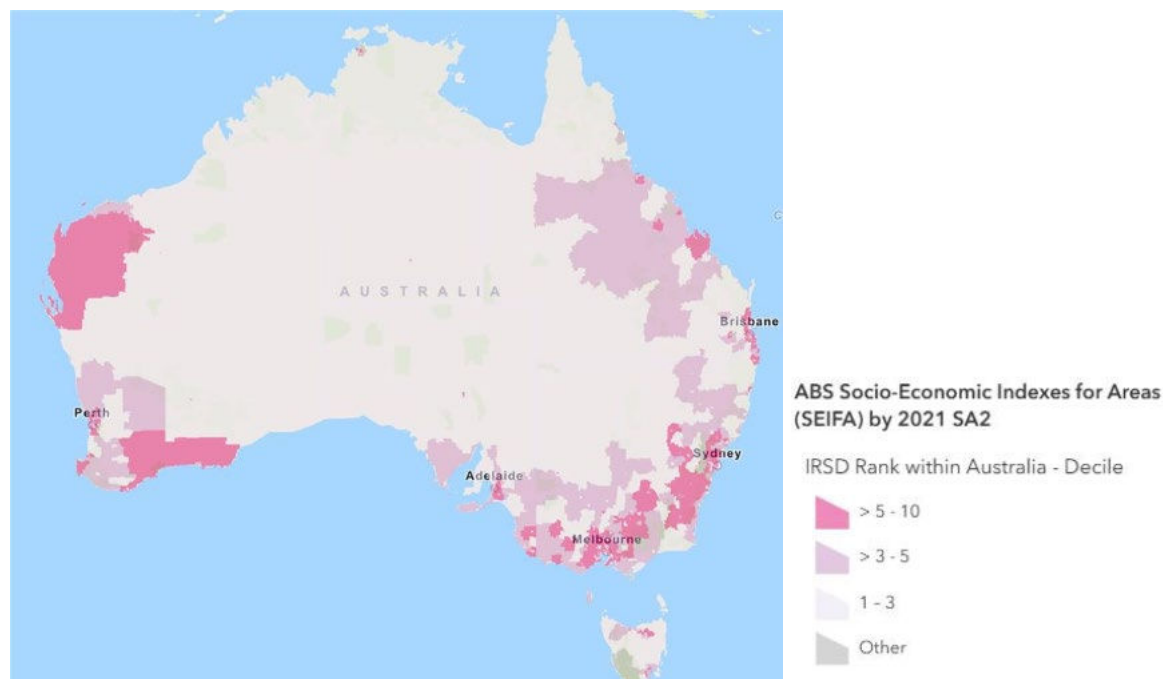 AUSTRALIA
Brisbane
Perth
Sydney
Adelaide
Melbourne
C
ABS Socio-Economic Indexes for Areas
(SEIFA) by 2021 SA2
IRSD Rank within Australia - Decile
> 5 - 10
> 3 - 5
1 - 3
Other